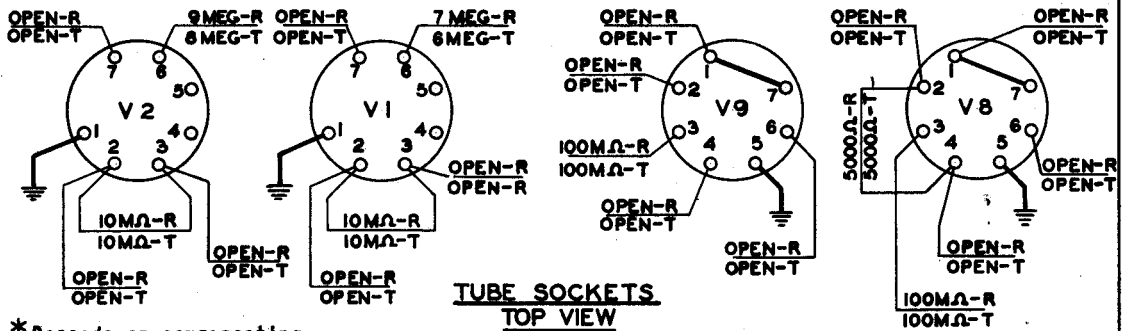 OPEN-R
OPEN-T
9MEG-R
8MEG-T
OPEN-R
OPEN-T
7MEG-R
6MEG-T
OPEN-R
OPEN-T
OPEN-R
OPEN-T
OPEN-R
OPEN-T
7
6
5
4
3
2
1
V2
7
6
5
4
3
2
1
V1
OPEN-R
OPEN-T
1
2
3
4
5
6
7
V9
1
2
3
4
5
6
7
V8
5000Ω-R
5000Ω-T
100MΩ-R
100MΩ-T
OPEN-R
OPEN-R
OPEN-R
OPEN-T
10MΩ-R
10MΩ-T
10MΩ-R
10MΩ-T
OPEN-R
OPEN-T
OPEN-R
OPEN-T
OPEN-R
OPEN-T
OPEN-R
OPEN-T
OPEN-R
OPEN-T
OPEN-R
OPEN-T
100MΩ-R
100MΩ-T
TUBE SOCKETS
TOP VIEW